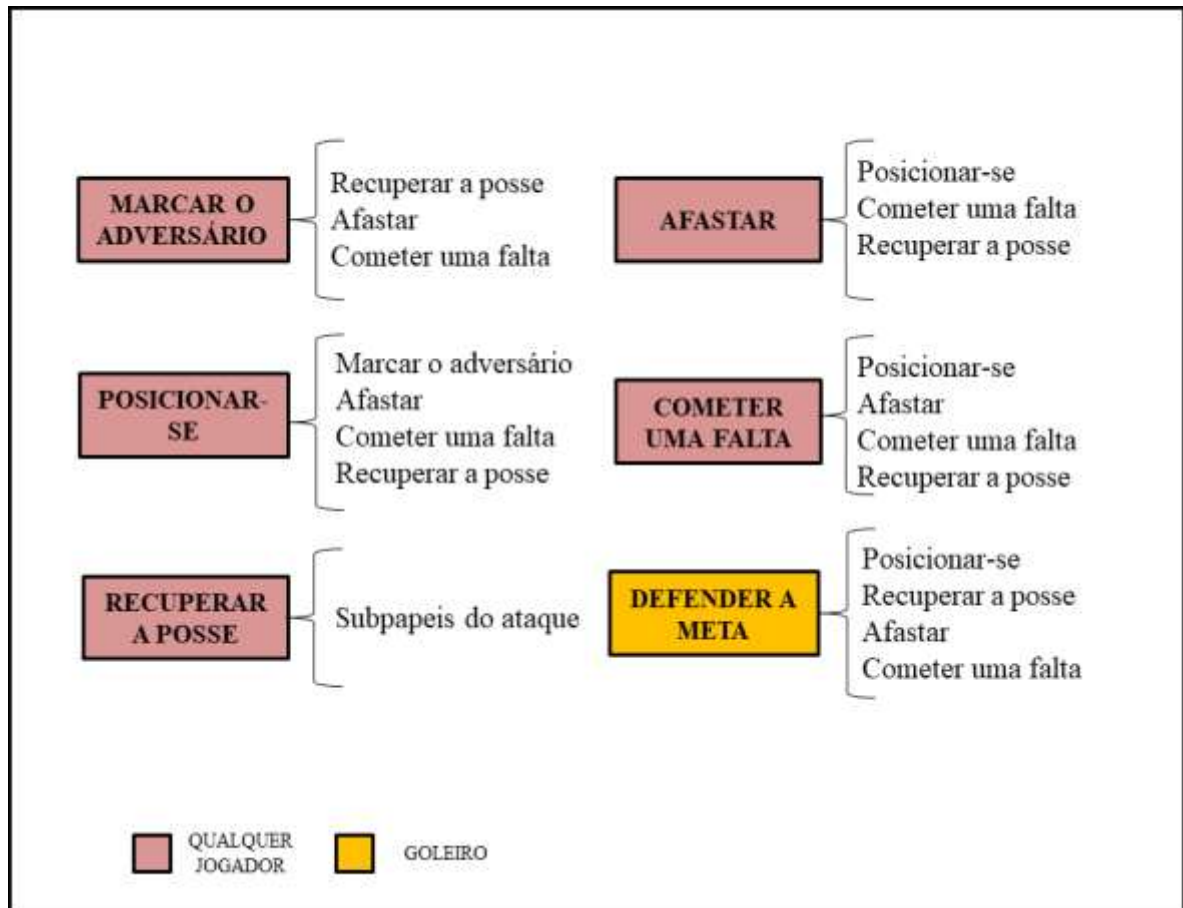 MARCAR O
ADVERSÁRIO
Recuperar a posse
Afastar
Cometer uma falta
AFASTAR
Posicionar-se
Cometer uma falta
Recuperar a posse
POSICIONAR-
SE
Marcar o adversário
Afastar
Cometer uma falta
Recuperar a posse
COMETER
UMA FALTA
Posicionar-se
Afastar
Cometer uma falta
Recuperar a posse
RECUPERAR
A POSSE
Subpapeis do ataque
DEFENDER A
META
Posicionar-se
Recuperar a posse
Afastar
Cometer uma falta
QUALQUER
JOGADOR
GOLEIRO